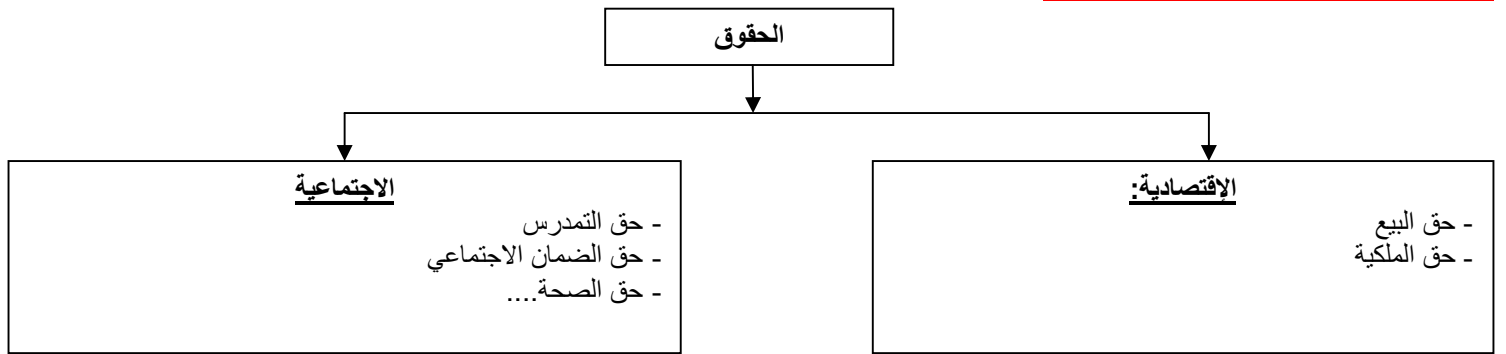 الحقوق
الإقتصادية:
- حق البيع
- حق الملكية
الاجتماعية
- حق التمدرس
- حق الضمان الاجتماعي
- حق الصحة....